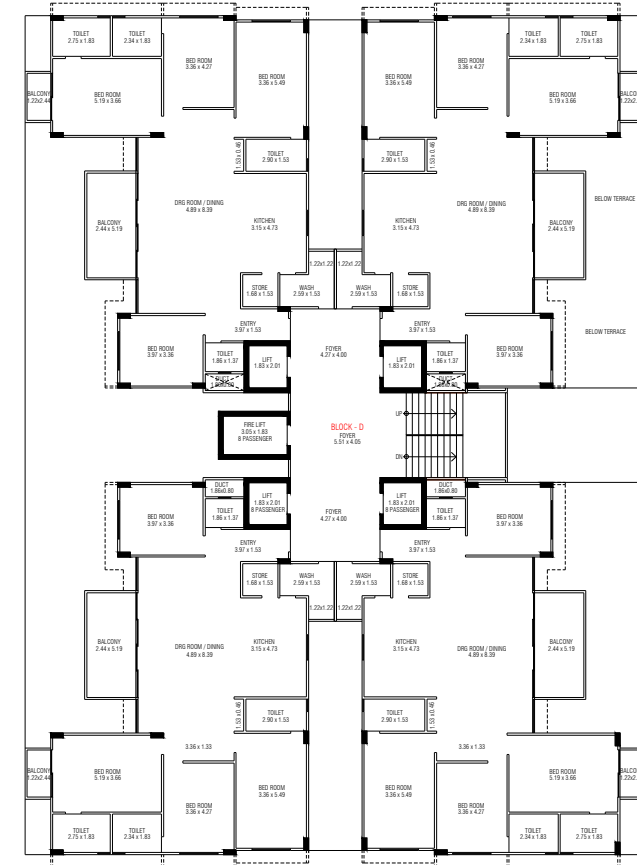 TOILET
2.75 x 1.83
TOILET
2.34 x 1.83
BED ROOM
3.36 x 4.27
BED ROOM
3.36 x 5.49
BED ROOM
3.36 x 5.49
BED ROOM
3.36 x 4.27
TOILET
2.34 x 1.83
TOILET
2.75 x 1.83
BALCONY
1.22x2.44
BED ROOM
5.19 x 3.66
BED ROOM
5.19 x 3.66
BALCO
1.22x2.
1.53 x 0.46
TOILET
2.90 x 1.53
TOILET
2.90 x 1.53
1.53 x 0.46
BALCONY
2.44 x 5.19
DRG ROOM / DINING
4.89 x 8.39
KITCHEN
3.15 x 4.73
KITCHEN
3.15 x 4.73
DRG ROOM / DINING
4.89 x 8.39
BALCONY
2.44 x 5.19
BELOW TERRACE
1.22x1.22
1.22x1.22
STORE
1.68 x 1.53
WASH
2.59 x 1.53
WASH
2.59 x 1.53
STORE
1.68 x 1.53
ENTRY
3.97 x 1.53
ENTRY
3.97 x 1.53
BELOW TERRACE
BED ROOM
3.97 x 3.36
TOILET
1.86 x 1.37
LIFT
1.83 x 2.01
FOYER
4.27 x 4.00
LIFT
1.83 x 2.01
TOILET
1.86 x 1.37
BED ROOM
3.97 x 3.36
DUCT
1.86x0.80
DUCT
1.86x0.80
FIRE LIFT
3.05 x 1.83
8 PASSENGER
BLOCK - D
FOYER
5.51 x 4.05
UP
DN
DUCT
1.86x0.80
DUCT
1.86x0.80
BED ROOM
3.97 x 3.36
TOILET
1.86 x 1.37
LIFT
1.83 x 2.01
8 PASSENGER
FOYER
4.27 x 4.00
LIFT
1.83 x 2.01
8 PASSENGER
TOILET
1.86 x 1.37
BED ROOM
3.97 x 3.36
ENTRY
3.97 x 1.53
ENTRY
3.97 x 1.53
STORE
1.68 x 1.53
WASH
2.59 x 1.53
WASH
2.59 x 1.53
STORE
1.68 x 1.53
1.22x1.22
1.22x1.22
BALCONY
2.44 x 5.19
DRG ROOM / DINING
4.89 x 8.39
KITCHEN
3.15 x 4.73
KITCHEN
3.15 x 4.73
DRG ROOM / DINING
4.89 x 8.39
BALCONY
2.44 x 5.19
1.53 x 0.46
TOILET
2.90 x 1.53
TOILET
2.90 x 1.53
1.53 x 0.46
3.36 x 1.33
3.36 x 1.33
BALCONY
1.22x2.44
BED ROOM
5.19 x 3.66
BED ROOM
3.36 x 5.49
BED ROOM
3.36 x 5.49
BED ROOM
5.19 x 3.66
BALCO
1.22x2.
BED ROOM
3.36 x 4.27
BED ROOM
3.36 x 4.27
TOILET
2.75 x 1.83
TOILET
2.34 x 1.83
TOILET
2.34 x 1.83
TOILET
2.75 x 1.83